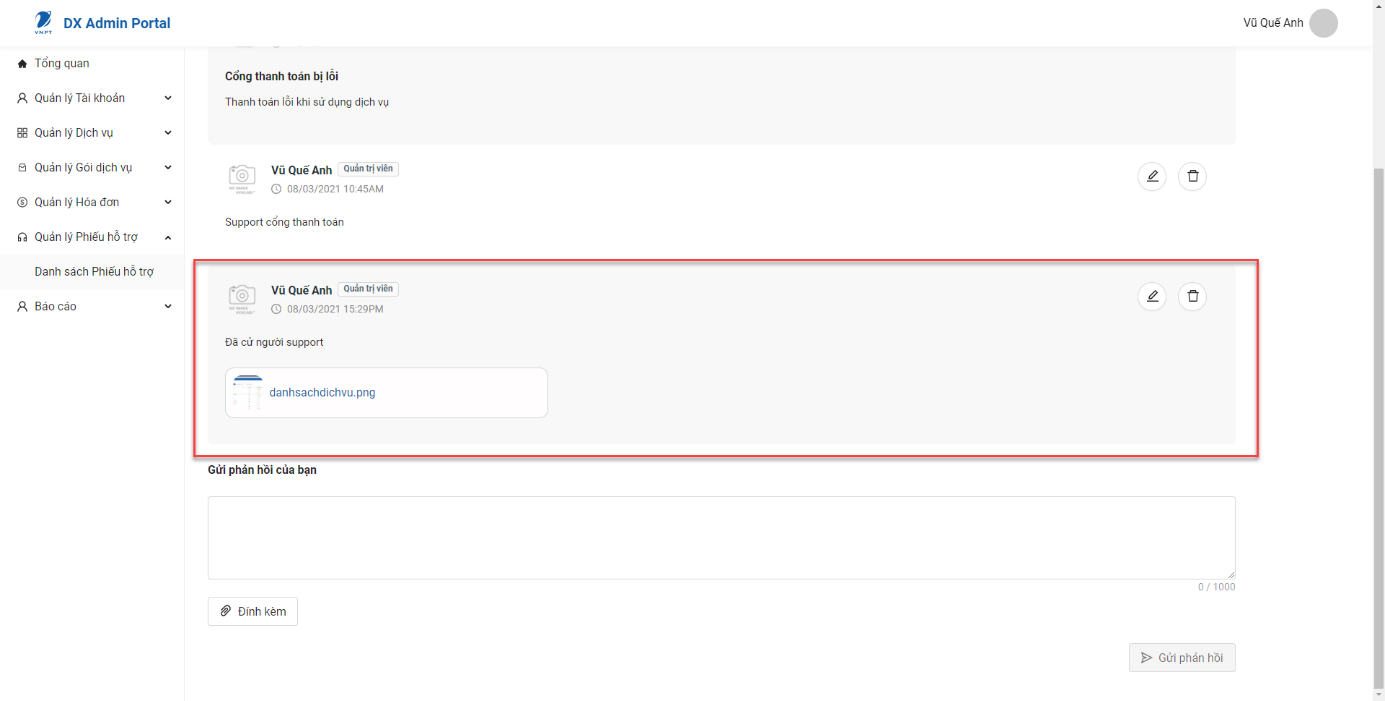 VNPT
DX Admin Portal
Vũ Quế Anh
Tổng quan
Quản lý Tài khoản
Quản lý Dịch vụ
Quản lý Gói dịch vụ
Quản lý Hóa đơn
Quản lý Phiếu hỗ trợ
Danh sách Phiếu hỗ trợ
Báo cáo
Cổng thanh toán bị lỗi
Thanh toán lỗi khi sử dụng dịch vụ
Vũ Quế Anh Quản trị viên
08/03/2021 10:45AM
Support cổng thanh toán
Vũ Quế Anh Quản trị viên
08/03/2021 15:29PM
Đã cử người support
danhsachdichvu.png
Gửi phản hồi của bạn
0 / 1000
Đính kèm
Gửi phản hồi